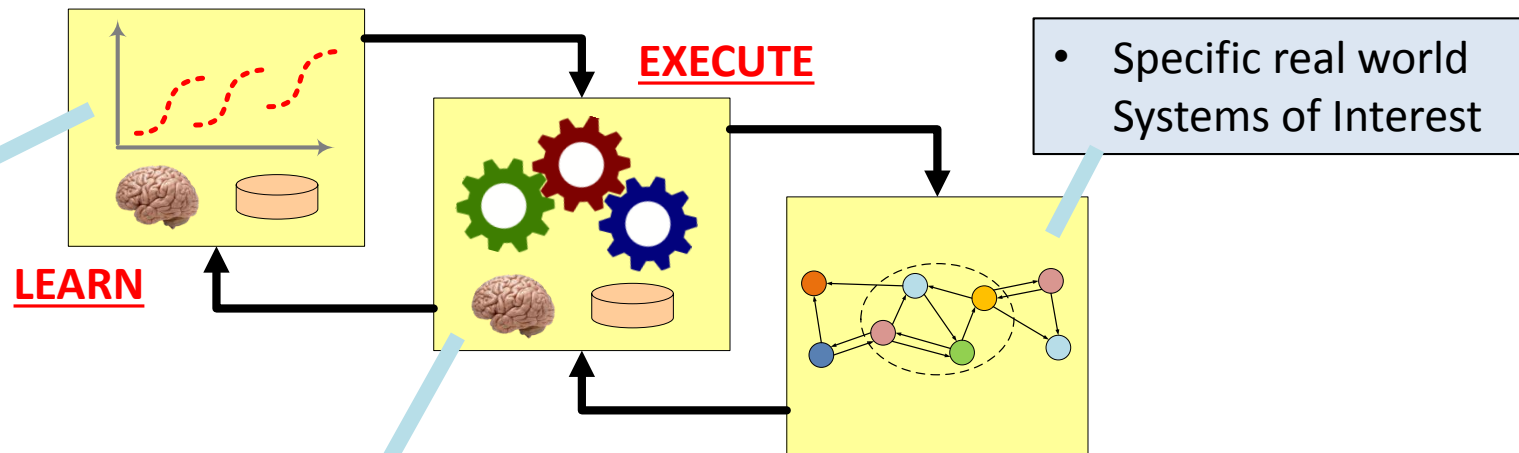 EXECUTE
• Specific real world
Systems of Interest
LEARN